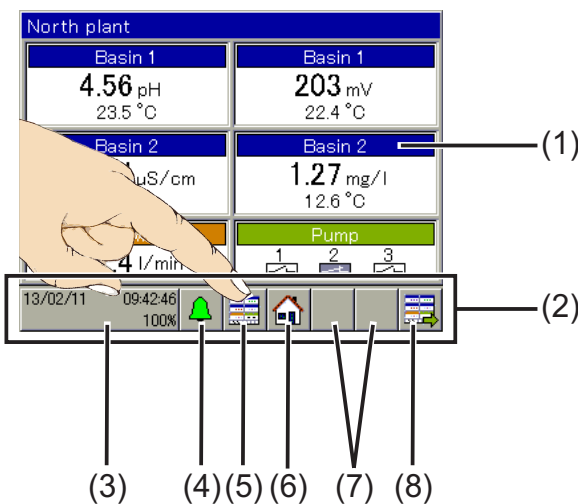 North plant
Basin 1
4.56 pH
23.5 °C
Basin 1
203 mV
22.4 °C
Basin 2
uS/cm
Basin 2
1.27 mg/l
12.6 °C
4 l/min
Pump
1 2 3
13/02/11 09:42:46
100%
(1)
(2)
(3) (4) (5) (6) (7) (8)